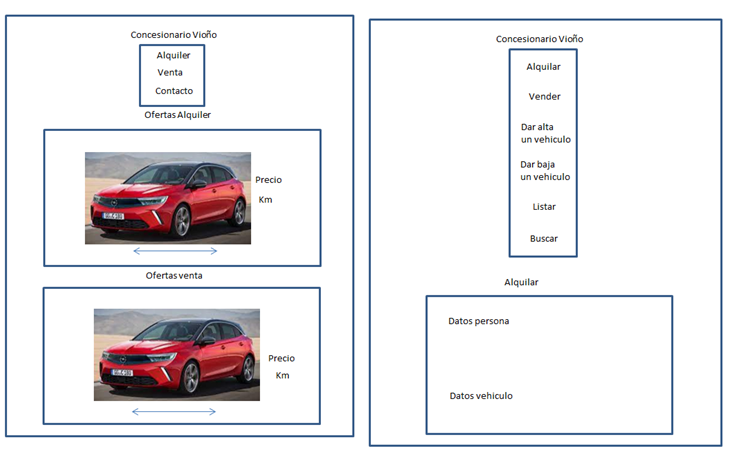 Concesionario Vioño
Alquiler
Venta
Contacto
Ofertas Alquiler
Precio
Km
Ofertas venta
Precio
Km
Concesionario Vioño
Alquilar
Vender
Dar alta
un vehiculo
Dar baja
un vehiculo
Listar
Buscar
Alquilar
Datos persona
Datos vehiculo